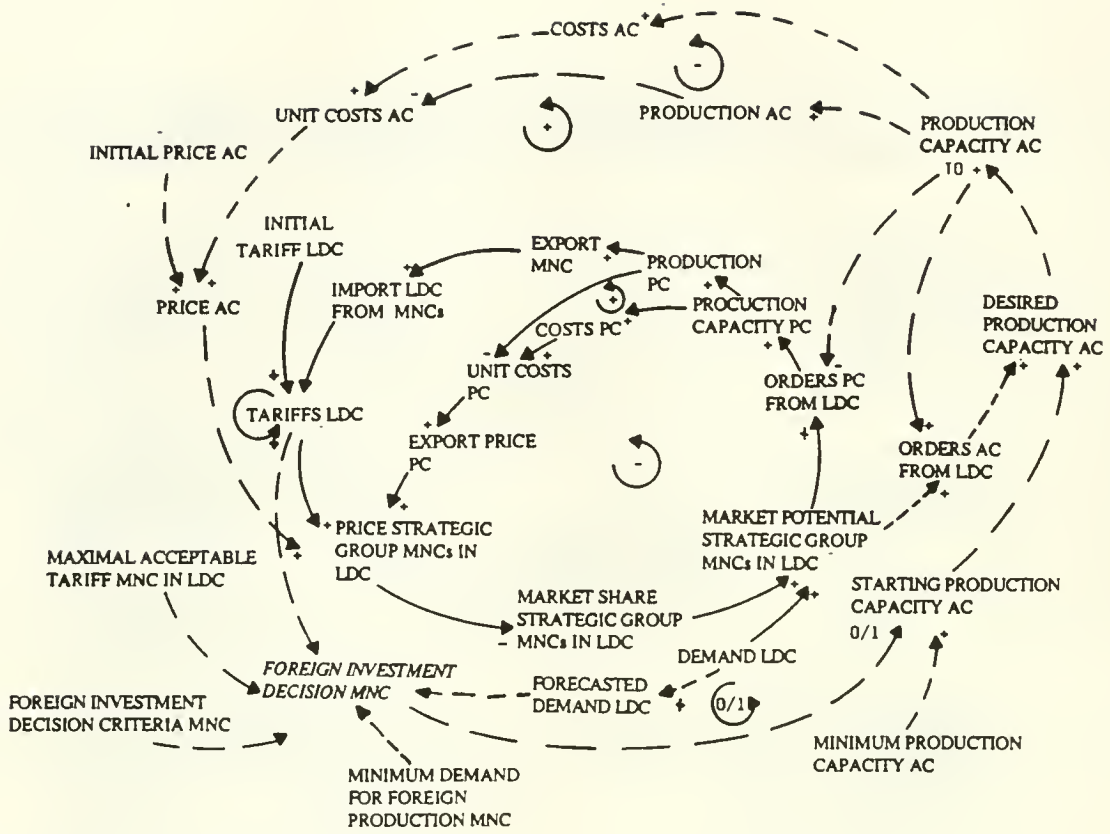 COSTS AC
+
-
+
-
UNIT COSTS AC
+
PRODUCTION AC
+
PRODUCTION
CAPACITY AC
TO +
INITIAL PRICE AC
INITIAL
TARIFF LDC
EXPORT
MNC
+
PRODUCTION
PC
+
+
IMPORT LDC
FROM MNCs
+
+
PRICE AC
+
COSTS PC
+
PROCUCTION
CAPACITY PC
+
DESIRED
PRODUCTION
CAPACITY AC
+
+
-
+
UNIT COSTS
PC
-
ORDERS PC
FROM LDC
+
+
TARIFFS LDC
+
+
EXPORT PRICE
PC
-
+
ORDERS AC
FROM LDC
+
+
+
PRICE STRATEGIC
GROUP MNCs IN
LDC
+
MARKET POTENTIAL
STRATEGIC GROUP
MNCs IN LDC
+
+
MAXIMAL ACCEPTABLE
TARIFF MNC IN LDC
STARTING PRODUCTION
CAPACITY AC
0/1
+
MARKET SHARE
STRATEGIC GROUP
- MNCs IN LDC
DEMAND LDC
FOREIGN INVESTMENT
DECISION MNC
FORECASTED
DEMAND LDC
+
0/1
FOREIGN INVESTMENT
DECISION CRITERIA MNC
MINIMUM PRODUCTION
CAPACITY AC
MINIMUM DEMAND
FOR FOREIGN
PRODUCTION MNC